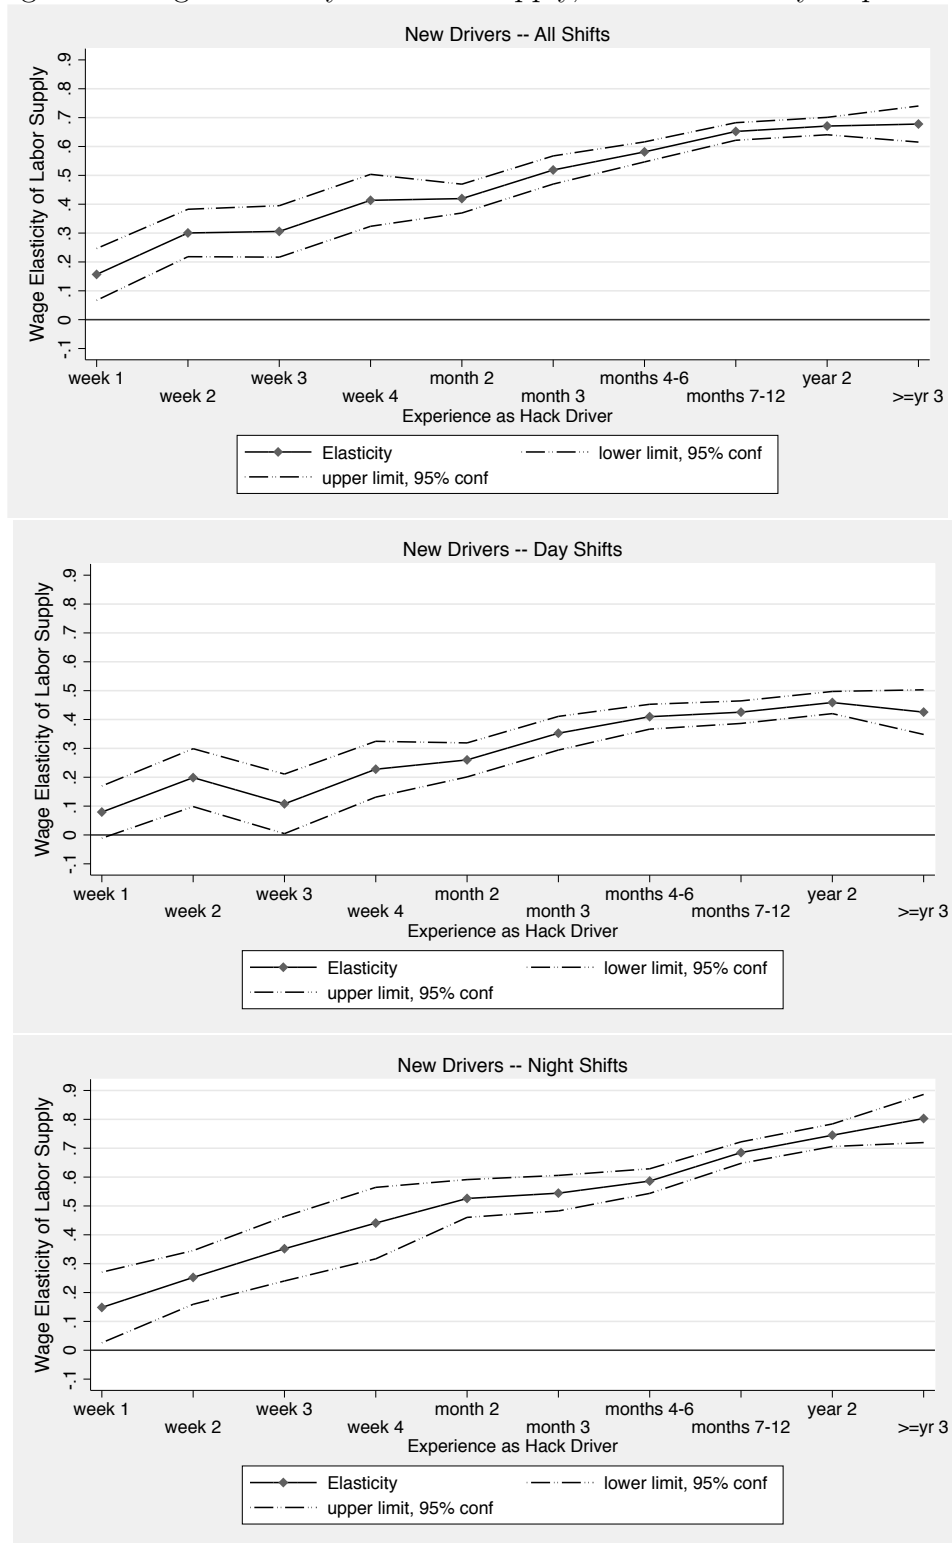 New Drivers -- All Shifts
Wage Elasticity of Labor Supply
.9
.8
.7
.6
.5
.4
.3
.2
.1
0
-.1
week 1 week 3 month 2 months 4-6 year 2
week 2 week 4 month 3 months 7-12 >=yr 3
Experience as Hack Driver
Elasticity lower limit, 95% conf
upper limit, 95% conf
New Drivers -- Day Shifts
Wage Elasticity of Labor Supply
.9
.8
.7
.6
.5
.4
.3
.2
.1
0
-.1
week 1 week 3 month 2 months 4-6 year 2
week 2 week 4 month 3 months 7-12 >=yr 3
Experience as Hack Driver
Elasticity lower limit, 95% conf
upper limit, 95% conf
New Drivers -- Night Shifts
Wage Elasticity of Labor Supply
.9
.8
.7
.6
.5
.4
.3
.2
.1
0
-.1
week 1 week 3 month 2 months 4-6 year 2
week 2 week 4 month 3 months 7-12 >=yr 3
Experience as Hack Driver
Elasticity lower limit, 95% conf
upper limit, 95% conf